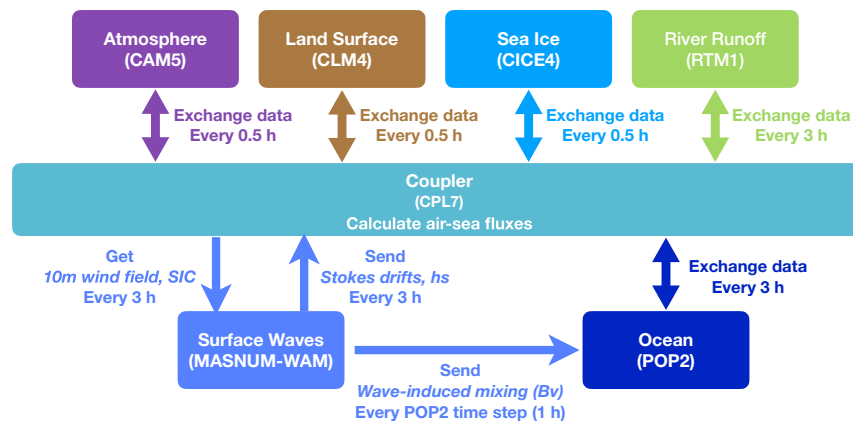 Atmosphere
(CAM5)
Land Surface
(CLM4)
Sea Ice
(CICE4)
River Runoff
(RTM1)
Exchange data
Every 0.5 h
Exchange data
Every 0.5 h
Exchange data
Every 0.5 h
Exchange data
Every 3 h
Coupler
(CPL7)
Calculate air-sea fluxes
Get
10m wind field, SIC
Every 3 h
Send
Stokes drifts, hs
Every 3 h
Exchange data
Every 3 h
Surface Waves
(MASNUM-WAM)
Ocean
(POP2)
Send
Wave-induced mixing (Bv)
Every POP2 time step (1 h)